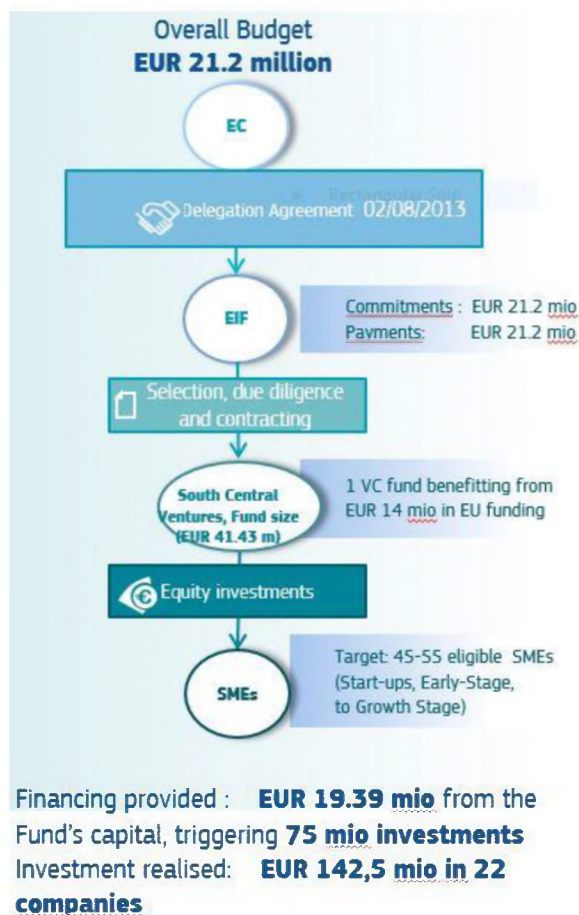 Overall Budget
EUR 21.2 million
EC
Rectangular Snip
Delegation Agreement 02/08/2013
EIF
Commitments : EUR 21.2 mio
Payments: EUR 21.2 mio
Selection, due diligence
and contracting
South Central
Ventures, Fund size
(EUR 41.43 m)
1 VC fund benefitting from
EUR 14 mio in EU funding
Equity investments
SMEs
Target: 45-55 eligible SMEs
(Start-ups, Early-Stage,
to Growth Stage)
Financing provided : EUR 19.39 mio from the
Fund's capital, triggering 75 mio investments
Investment realised: EUR 142,5 mio in 22
companies